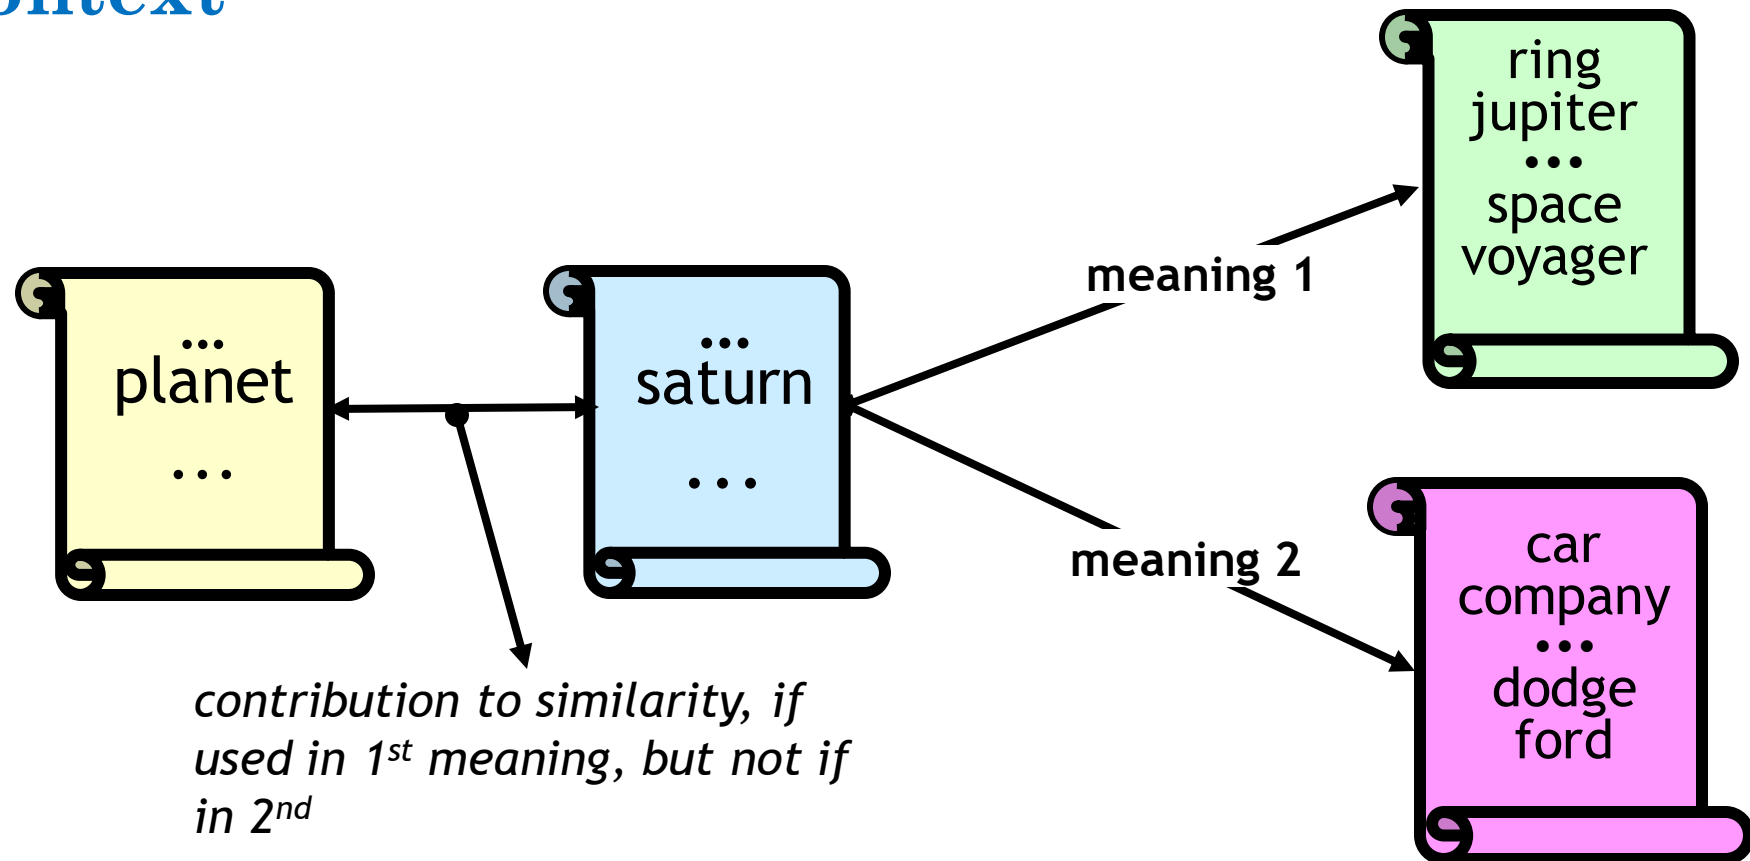 ...
planet
...
...
saturn
...
meaning 1
meaning 2
ring
jupiter
...
space
voyager
car
company
...
dodge
ford
contribution to similarity, if
used in 1st meaning, but not if
in 2nd